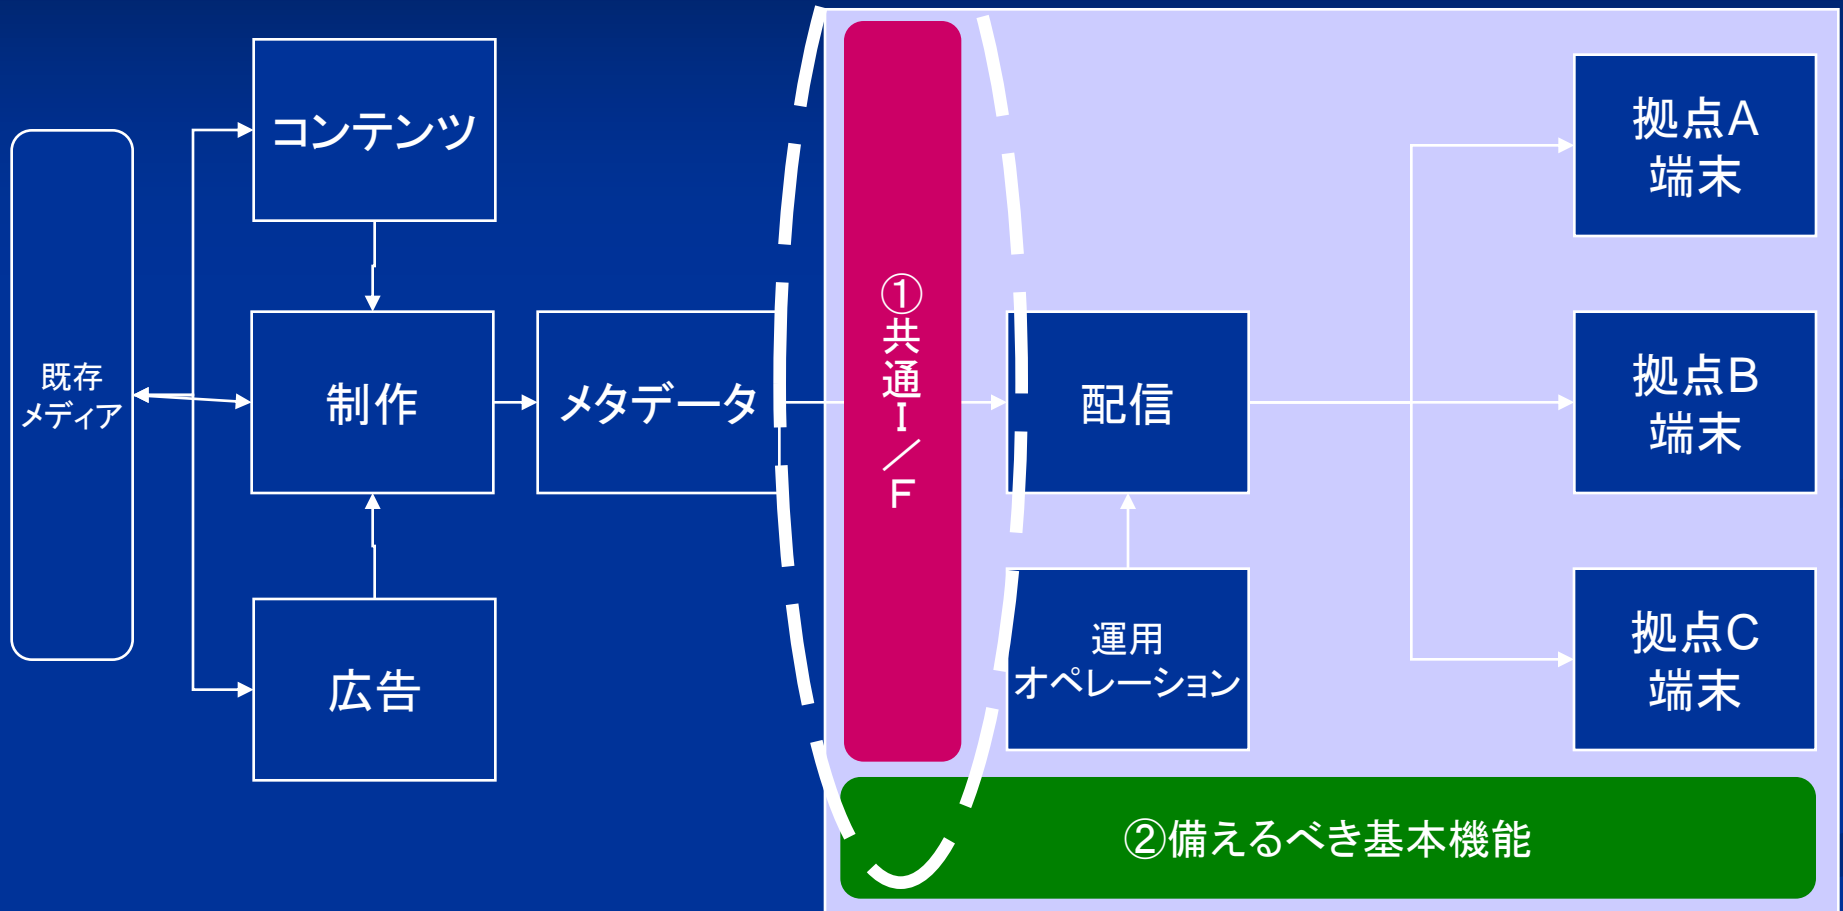 既存
メディア
コンテンツ
制作
広告
メタデータ
①共通I／F
配信
運用
オペレーション
拠点A
端末
拠点B
端末
拠点C
端末
②備えるべき基本機能